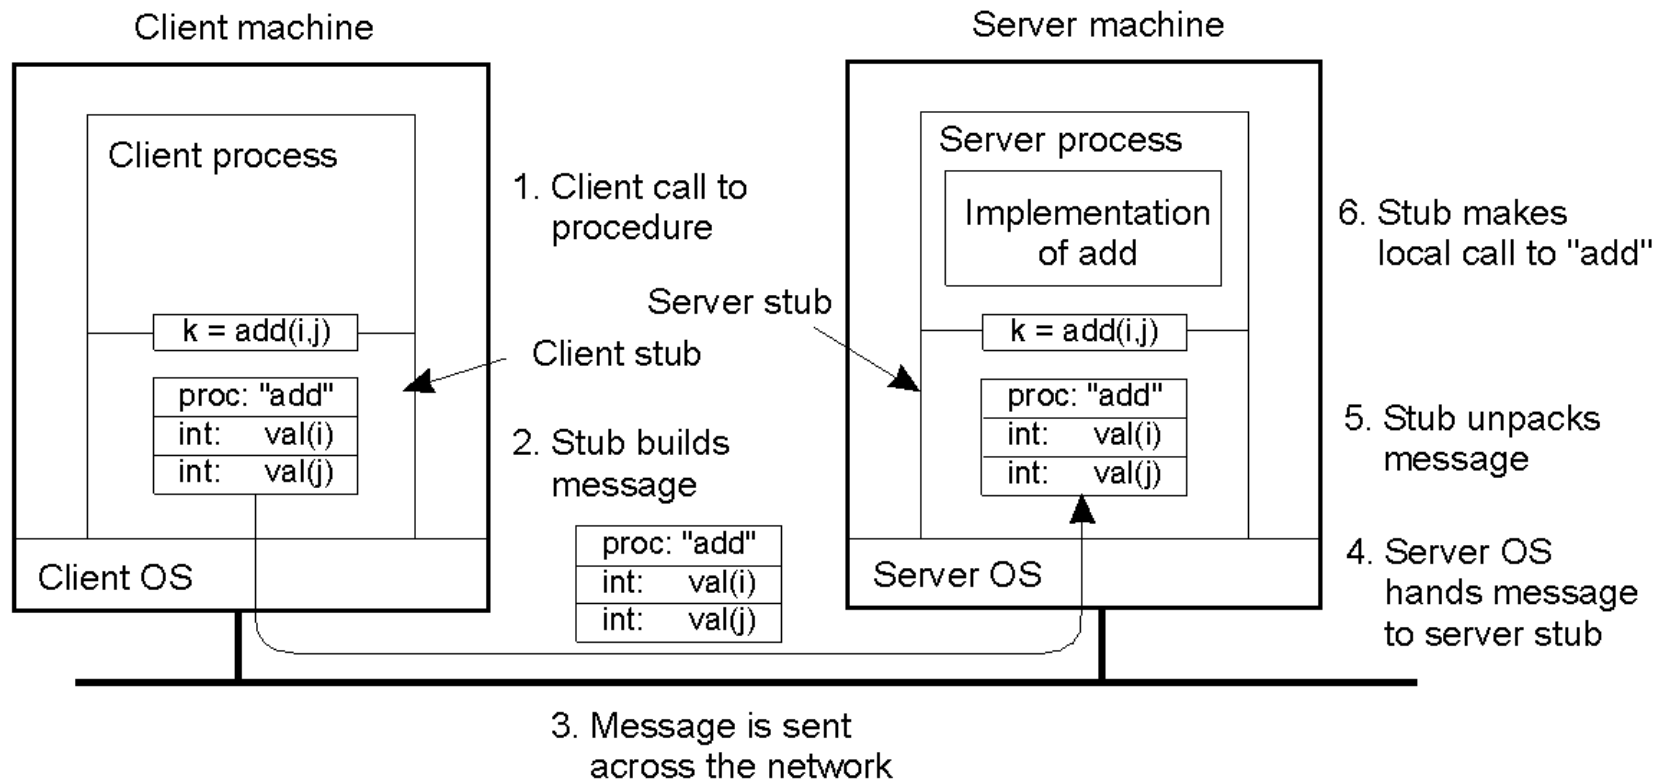 Client machine
Server machine
Client process
1. Client call to
procedure
Server process
Implementation
of add
6. Stub makes
local call to "add"
Server stub
k = add(i,j)
k = add(i,j)
Client stub
proc: "add"
int: val(i)
int: val(j)
proc: "add"
int: val(i)
int: val(j)
2. Stub builds
message
5. Stub unpacks
message
proc: "add"
int: val(i)
int: val(j)
Client OS
Server OS
4. Server OS
hands message
to server stub
3. Message is sent
across the network